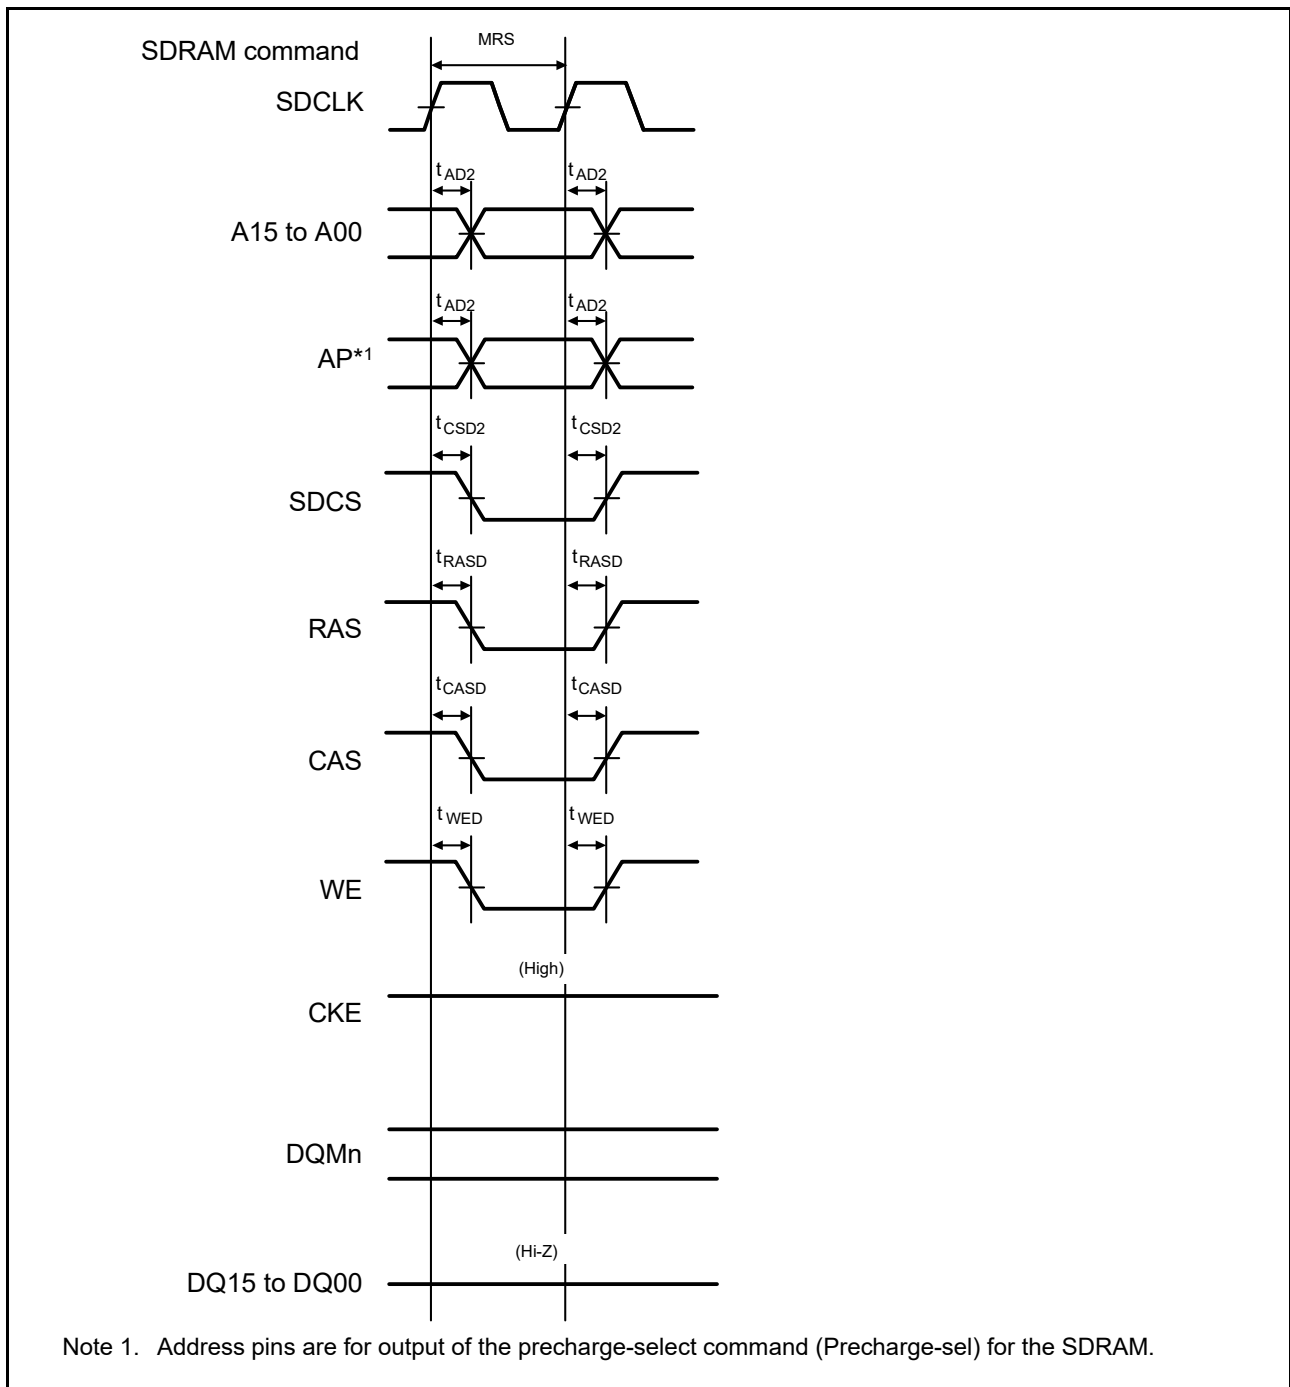 MRS
SDRAM command
SDCLK
tAD2 tAD2
A15 to A00
tAD2 tAD2
AP*1
tCSD2 tCSD2
SDCS
tRASD tRASD
RAS
tCASD tCASD
CAS
tWED tWED
WE
(High)
CKE
DQMn
(Hi-Z)
DQ15 to DQ00
Note 1. Address pins are for output of the precharge-select command (Precharge-sel) for the SDRAM.